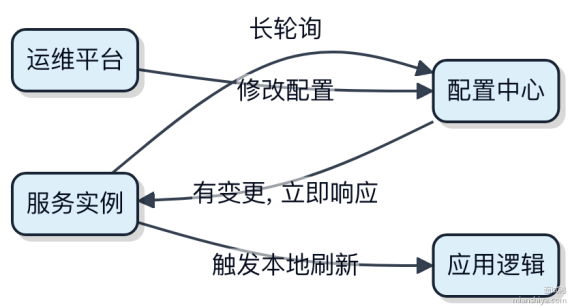 长轮询
运维平台
修改配置
配置中心
服务实例
有变更, 立即响应
触发本地刷新
应用逻辑